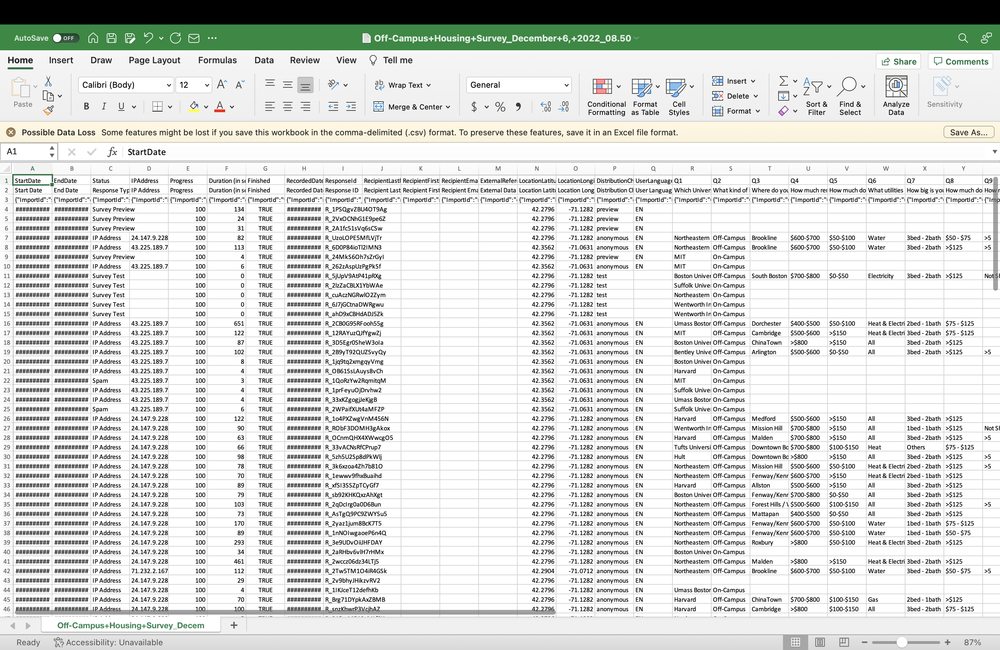 AutoSave OFF Off-Campus+Housing+Survey_December+6,+2022_08.50
Home Insert Draw Page Layout Formulas Data Review View Tell me Share Comments
Paste Calibri (Body) 12 Wrap Text General Insert
B I U Merge & Center $ % Delete
Conditional Formatting Format as Table Cell Styles Format Sort & Filter Find & Select Analyze Data Sensitivity
Possible Data Loss Some features might be lost if you save this workbook in the comma-delimited (.csv) format. To preserve these features, save it in an Excel file format. Save As...
A1 fx StartDate
A B C D E F G H I J K L M N O P Q R S T U V W X Y
1 StartDate EndDate Status IPAddress Progress Duration (in se Finished RecordedDate ResponseId RecipientLastI RecipientFirst RecipientEma ExternalRefer LocationLatitu LocationLongi DistributionCh UserLanguage Q1 Q2 Q3 Q4 Q5 Q6 Q7 Q8 Q9
2 Start Date End Date Response Typ IP Address Progress Duration (in se Finished Recorded Date Response ID Recipient Last Recipient First Recipient Ema External Data Location Latitu Location Long Distribution Ch User Languag Which Univer What kind of Where do you How much rer How much do What utilities How big is you How much do How
3 {"ImportId":" {"ImportId":" {"ImportId":" {"ImportId":" {"ImportId":" {"ImportId":" {"ImportId":" {"ImportId":" {"ImportId":" {"ImportId":" {"ImportId":" {"ImportId":" {"ImportId":" {"ImportId":" {"ImportId":" {"ImportId":" {"ImportId":" {"ImportId":" {"ImportId":" {"ImportId":" {"ImportId":" {"ImportId":" {"ImportId":" {"ImportId":" {"ImportId":"
4 ########## ########## Survey Preview 100 134 TRUE ########## R_1PSQgvZBU4OT9Ag 42.2796 -71.1282 preview EN
5 ########## ########## Survey Preview 100 24 TRUE ########## R_2VxOCNhG1E9pe6Z 42.2796 -71.1282 preview EN
6 ########## ########## Survey Preview 100 31 TRUE ########## R_2A1fc51sVq6sCSw 42.2796 -71.1282 preview EN
7 ########## ########## IP Address 24.147.9.228 100 82 TRUE ########## R_UzoLOPE5MfLVjTr 42.2796 -71.1282 anonymous EN Northeastern Off-Campus Brookline $600-$700 $50-$100 Water 3bed - 2bath $50 - $75 >5
8 ########## ########## IP Address 43.225.189.7 100 113 TRUE ########## R_6D0P84ioTl2IMN3 42.3562 -71.0631 anonymous EN Northeastern Off-Campus Brookline $600-$700 $50-$100 Water 3bed - 2bath >$125 >5
9 ########## ########## Survey Preview 100 4 TRUE ########## R_24MkS6Oh7sZrGyI 42.2796 -71.1282 preview EN MIT On-Campus
10 ########## ########## IP Address 43.225.189.7 100 6 TRUE ########## R_262zAspUzPgPkSf 42.3562 -71.0631 anonymous EN MIT On-Campus
11 ########## ########## Survey Test 100 0 TRUE ########## R_5jUpV9AtP41pRXg 42.2796 -71.1282 test Boston Univer Off-Campus South Boston $700-$800 $0-$50 Electricity 3bed - 2bath >$125 Not Sh
12 ########## ########## Survey Test 100 0 TRUE ########## R_2lzZaCBLX1YbWAe 42.2796 -71.1282 test Suffolk Univer On-Campus
13 ########## ########## Survey Test 100 0 TRUE ########## R_cuAczNGRwlO2Zym 42.2796 -71.1282 test Northeastern On-Campus
14 ########## ########## Survey Test 100 0 TRUE ########## R_6J7jGCtnaDWRgwu 42.2796 -71.1282 test Wentworth In On-Campus
15 ########## ########## Survey Test 100 0 TRUE ########## R_ahD9xCBHdADJ5Zk 42.2796 -71.1282 test Wentworth In On-Campus
16 ########## ########## IP Address 43.225.189.7 100 651 TRUE ########## R_2CB0G95RFooh55g 42.3562 -71.0631 anonymous EN Umass Boston Off-Campus Dorchester $400-$500 $50-$100 Heat & Electri 2bed - 1bath $75 - $125
17 ########## ########## IP Address 43.225.189.7 100 122 TRUE ########## R_12RAYuzQJfYgwZj 42.3562 -71.0631 anonymous EN MIT Off-Campus Cambridge $500-$600 >$150 Heat & Electri 3bed - 2bath $75 - $125
18 ########## ########## IP Address 43.225.189.7 100 87 TRUE ########## R_3D5Egr0SheW3oIa 42.3562 -71.0631 anonymous EN Boston Univer Off-Campus ChinaTown >$800 >$150 All 3bed - 2bath >$125
19 ########## ########## IP Address 43.225.189.7 100 102 TRUE ########## R_2B9yT92QUZSvyQy 42.3562 -71.0631 anonymous EN Bentley Unive Off-Campus Arlington $500-$600 $0-$50 All 3bed - 2bath >$125 >5
20 ########## ########## IP Address 43.225.189.7 100 8 TRUE ########## R_1jq9tq2xmgqyVmg 42.3562 -71.0631 anonymous EN Boston Univer On-Campus
21 ########## ########## IP Address 43.225.189.7 100 4 TRUE ########## R_OB61SsLAuys8vCh 42.3562 -71.0631 anonymous EN Harvard On-Campus
22 ########## ########## Spam 43.225.189.7 100 3 TRUE ########## R_1QoRzYw2RqmitqM 42.3562 -71.0631 anonymous EN MIT On-Campus
23 ########## ########## IP Address 43.225.189.7 100 4 TRUE ########## R_1prFeyuOjDrvhw2 42.3562 -71.0631 anonymous EN Suffolk Univer On-Campus
24 ########## ########## IP Address 43.225.189.7 100 4 TRUE ########## R_33xKZgogjJeKjgB 42.3562 -71.0631 anonymous EN Umass Boston On-Campus
25 ########## ########## Spam 43.225.189.7 100 6 TRUE ########## R_2WPaifXUt4aMFZP 42.3562 -71.0631 anonymous EN Suffolk Univer On-Campus
26 ########## ########## IP Address 24.147.9.228 100 122 TRUE ########## R_1o4PXZwgVnM456N 42.2796 -71.1282 anonymous EN Harvard Off-Campus Medford $500-$600 >$150 All 3bed - 2bath >$125
27 ########## ########## IP Address 24.147.9.228 100 90 TRUE ########## R_RObF3DOMH3gAkox 42.2796 -71.1282 anonymous EN Wentworth In Off-Campus Mission Hill $700-$800 >$150 All 1bed - 1bath >$125 Not Sh
28 ########## ########## IP Address 24.147.9.228 100 63 TRUE ########## R_OCnmQHX4XWwcgO5 42.2796 -71.1282 anonymous EN Harvard Off-Campus Malden $700-$800 >$150 All 3bed - 2bath >$125 >5
29 ########## ########## IP Address 24.147.9.228 100 66 TRUE ########## R_33vACNsRfCPrup7 42.2796 -71.1282 anonymous EN Tufts Universi Off-Campus Downtown Bo $700-$800 $100-$150 Heat Others $75 - $125
30 ########## ########## IP Address 24.147.9.228 100 98 TRUE ########## R_5zh5U2Sp8dPkWlj 42.2796 -71.1282 anonymous EN Hult Off-Campus Downtown Bo >$800 >$150 All 3bed - 2bath >$125 >5
31 ########## ########## IP Address 24.147.9.228 100 78 TRUE ########## R_3k6xzoa4Zh7b81O 42.2796 -71.1282 anonymous EN Northeastern Off-Campus Mission Hill $500-$600 $50-$100 Heat & Electri 2bed - 2bath >$125 >5
32 ########## ########## IP Address 24.147.9.228 100 70 TRUE ########## R_1ewwv9fhxBuaihd 42.2796 -71.1282 anonymous EN Northeastern Off-Campus Fenway/Kenr $600-$700 >$150 Heat & Electri 2bed - 1bath >$125
33 ########## ########## IP Address 24.147.9.228 100 89 TRUE ########## R_xfSI3SSZpTCyGf7 42.2796 -71.1282 anonymous EN Harvard Off-Campus Allston $500-$600 >$150 All 3bed - 2bath >$125
34 ########## ########## IP Address 24.147.9.228 100 79 TRUE ########## R_sb92KHKQxzAhXgt 42.2796 -71.1282 anonymous EN Boston Univer Off-Campus Fenway/Kenr $700-$800 $0-$50 All 3bed - 2bath >$125
35 ########## ########## IP Address 24.147.9.228 100 103 TRUE ########## R_2qDcIrg0a0D6Bun 42.2796 -71.1282 anonymous EN Northeastern Off-Campus Forest Hills / $500-$600 $100-$150 All 3bed - 2bath >$125 >5
36 ########## ########## IP Address 24.147.9.228 100 73 TRUE ########## R_AsTgQ9PC9ZWYSu5 42.2796 -71.1282 anonymous EN Northeastern Off-Campus Mattapan $400-$500 $0-$50 All 3bed - 2bath >$125
37 ########## ########## IP Address 24.147.9.228 100 170 TRUE ########## R_2yaz1jum8BcK7T5 42.2796 -71.1282 anonymous EN Northeastern Off-Campus Fenway/Kenr $600-$700 $50-$100 Water 1bed - 1bath $75 - $125
38 ########## ########## IP Address 24.147.9.228 100 89 TRUE ########## R_1nNOIwgaoeP6n4Q 42.2796 -71.1282 anonymous EN Northeastern Off-Campus Fenway/Kenr $600-$700 $50-$100 Water 1bed - 1bath $50 - $75
39 ########## ########## IP Address 24.147.9.228 100 293 TRUE ########## R_3e9UDvOiiJHFDAY 42.2796 -71.1282 anonymous EN Northeastern Off-Campus Roxbury >$800 $50-$100 Heat & Electri 3bed - 2bath >$125
40 ########## ########## IP Address 24.147.9.228 100 34 TRUE ########## R_2aRHbv6vlH7rHMx 42.2796 -71.1282 anonymous EN Boston Univer On-Campus
41 ########## ########## IP Address 24.147.9.228 100 461 TRUE ########## R_2wccz06dz34LTj5 42.2796 -71.1282 anonymous EN Northeastern Off-Campus Malden >$800 >$150 Heat & Electri 3bed - 2bath >$125
42 ########## ########## IP Address 71.232.2.167 100 112 TRUE ########## R_2Tw5TM1O4iR4GSk 42.2904 -71.0712 anonymous EN Northeastern Off-Campus Brookline $600-$700 $50-$100 Water 3bed - 2bath $50 - $75 >5
43 ########## ########## IP Address 24.147.9.228 100 29 TRUE ########## R_2v9bhyJHikzvRV2 42.2796 -71.1282 anonymous EN
44 ########## ########## IP Address 24.147.9.228 100 4 TRUE ########## R_1IKJceT12defhKb 42.2796 -71.1282 anonymous EN Umass Boston On-Campus
45 ########## ########## IP Address 24.147.9.228 100 70 TRUE ########## R_Brg71DYpkAxZBMB 42.2796 -71.1282 anonymous EN Harvard Off-Campus ChinaTown $700-$800 $100-$150 Gas 2bed - 1bath >$125
46 ########## ########## IP Address 24.147.9.228 100 100 TRUE ########## R_snzKhwrP3VcjhAZ 42.2796 -71.1282 anonymous EN Harvard Off-Campus Cambridge >$800 $100-$150 All 3bed - 2bath $75 - $125
Off-Campus+Housing+Survey_Decem +
Ready Accessibility: Unavailable 87%